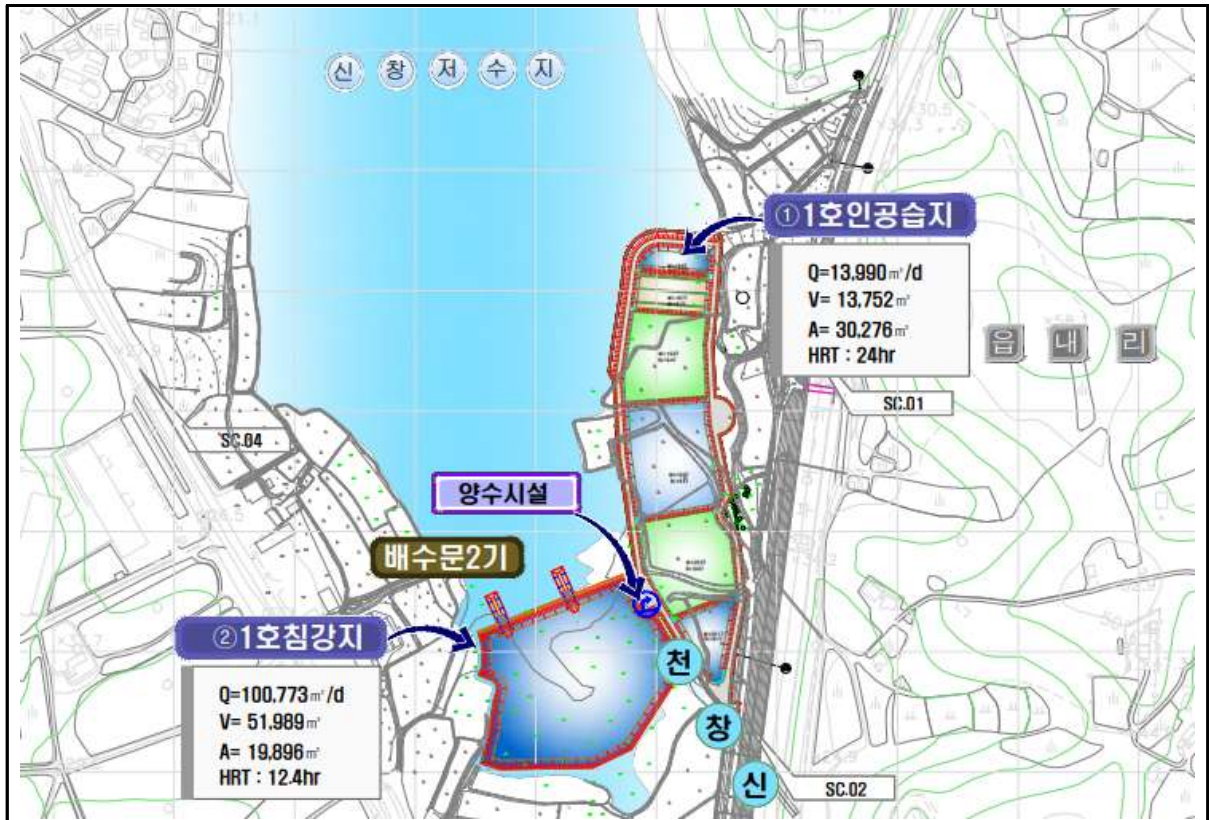 신창저수지
①1호인공습지
Q=13,990㎥/d
V= 13,752㎥
A= 30,276㎡
HRT : 24hr
읍내리
SC.01
SC.04
양수시설
배수문2기
②1호침강지
Q=100,773㎥/d
V= 51,989㎥
A= 19,896㎡
HRT : 12.4hr
천
창
신
SC.02